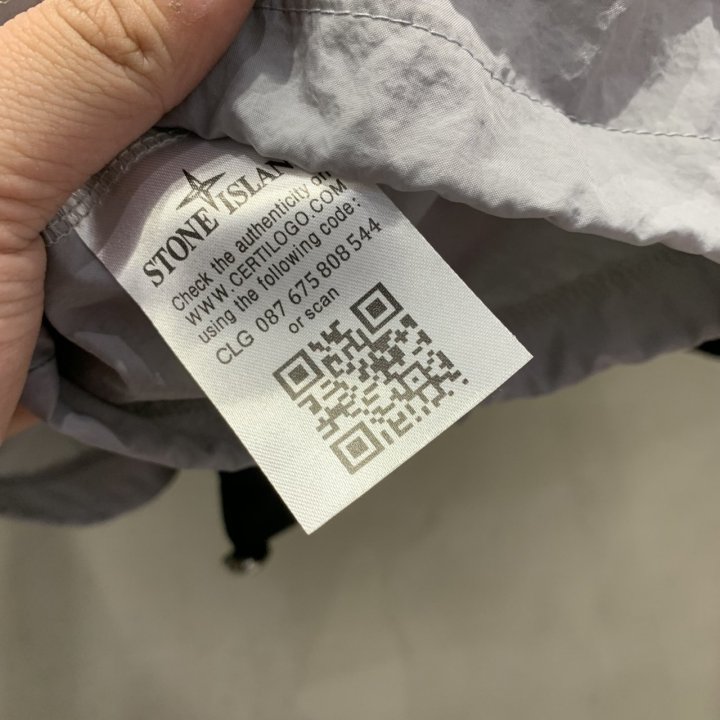 STONE ISLAN
Check the authenticity on
WWW.CERTILOGO.COM
using the following code:
CLG 087 675 808 544
or scan